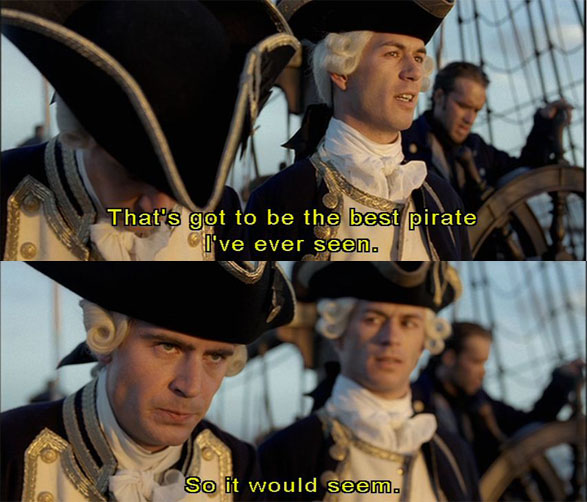 That's got to be the best pirate
I've ever seen.
So it would seem.